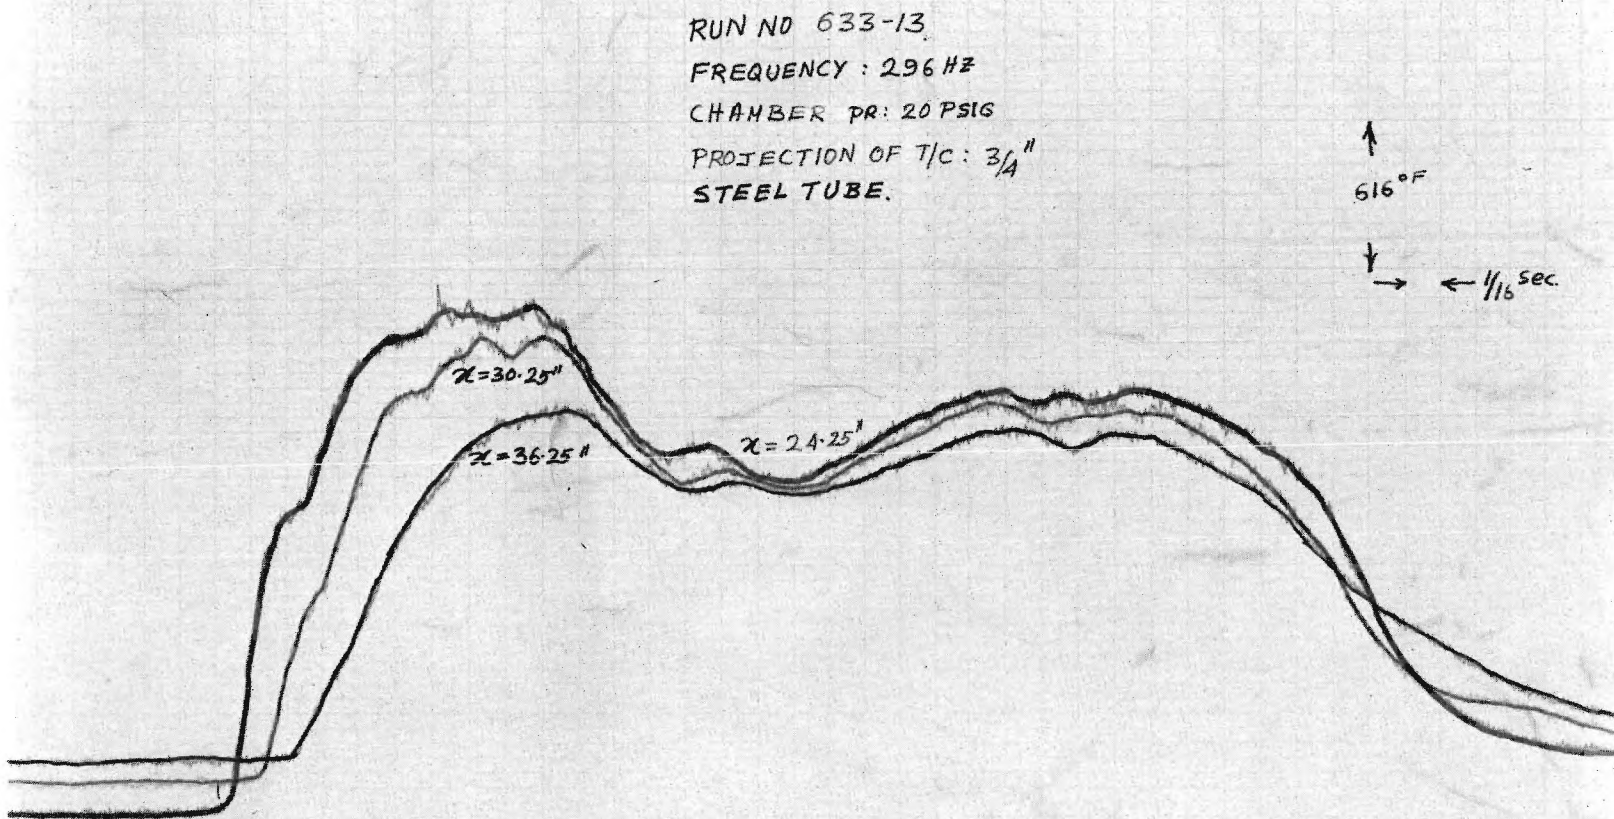 RUN NO 633-13
FREQUENCY : 296 HZ
CHAMBER PR: 20 PSIG
PROJECTION OF T/C: 3/4"
STEEL TUBE.
616°F
1/16 sec.
x=30.25"
x=24.25"
x=36.25"